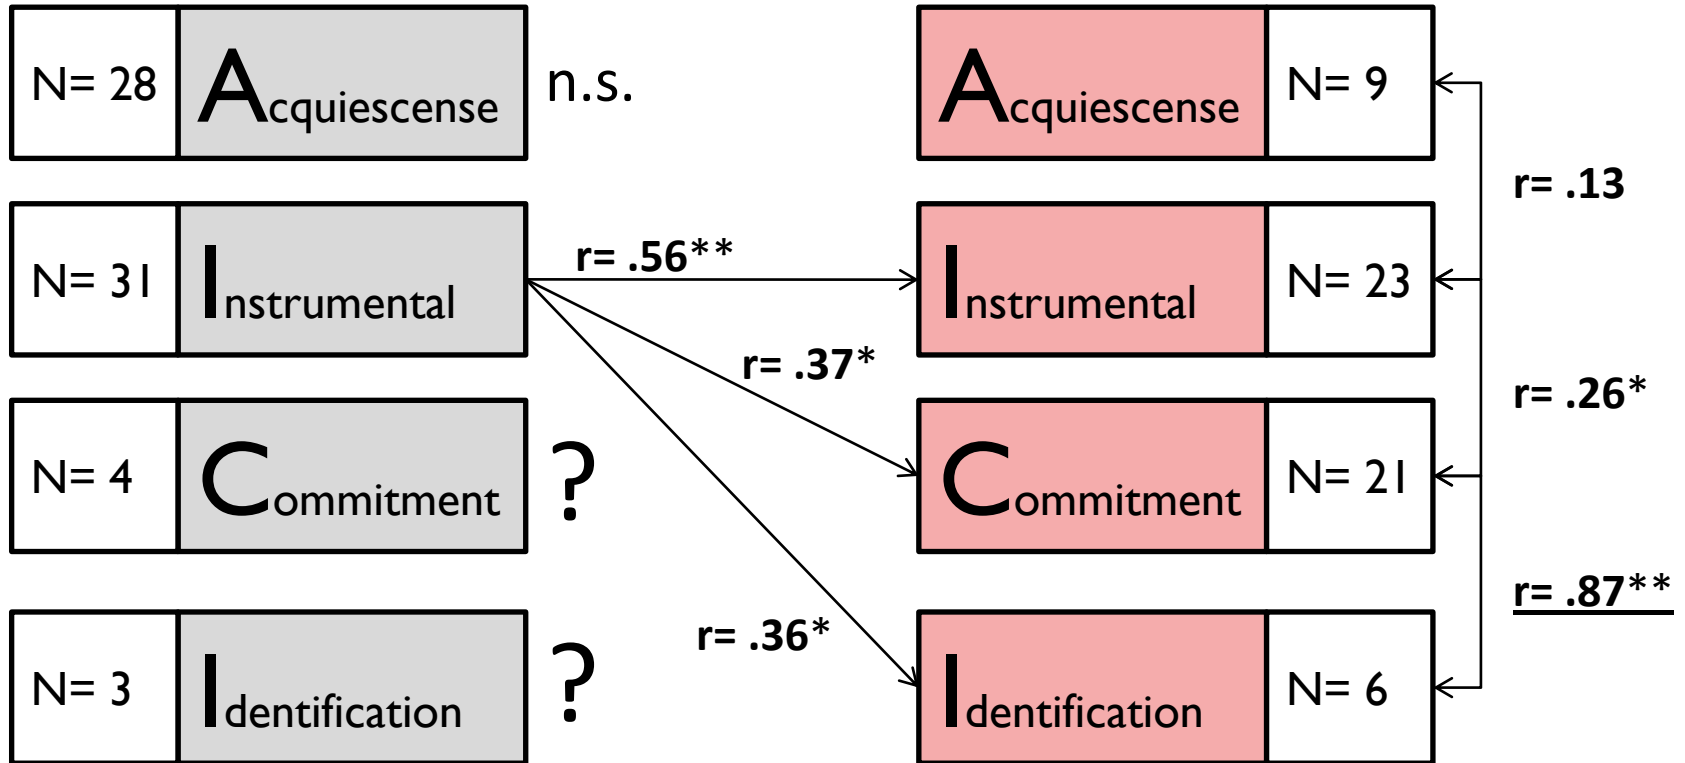 N= 28 Acquiescense n.s. Acquiescense N= 9
r= .13
N= 31 Instrumental r= .56** Instrumental N= 23
r= .37* r= .26*
N= 4 Commitment ? Commitment N= 21
r= .87**
r= .36*
N= 3 Identification ? Identification N= 6